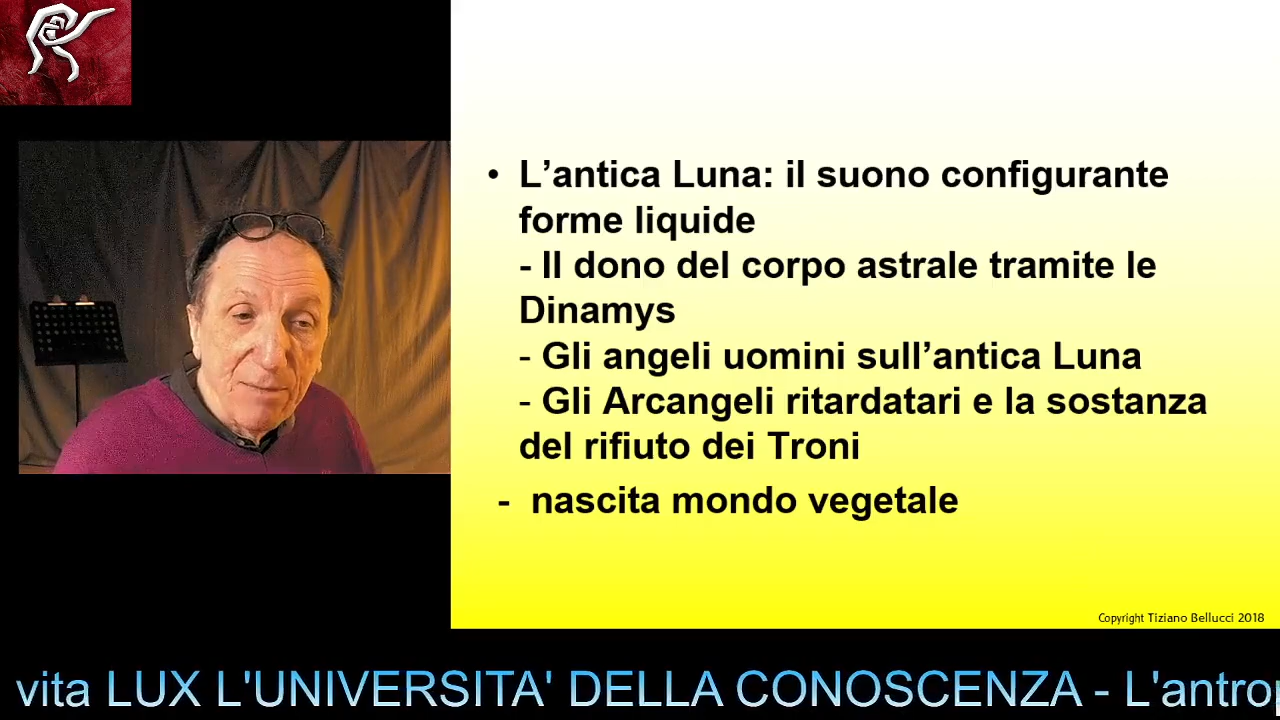 • L’antica Luna: il suono configurante
forme liquide
- Il dono del corpo astrale tramite le
Dinamys
- Gli angeli uomini sull’antica Luna
- Gli Arcangeli ritardatari e la sostanza
del rifiuto dei Troni
- nascita mondo vegetale
Copyright Tiziano Bellucci 2018
vita LUX L'UNIVERSITA' DELLA CONOSCENZA - L'antrop